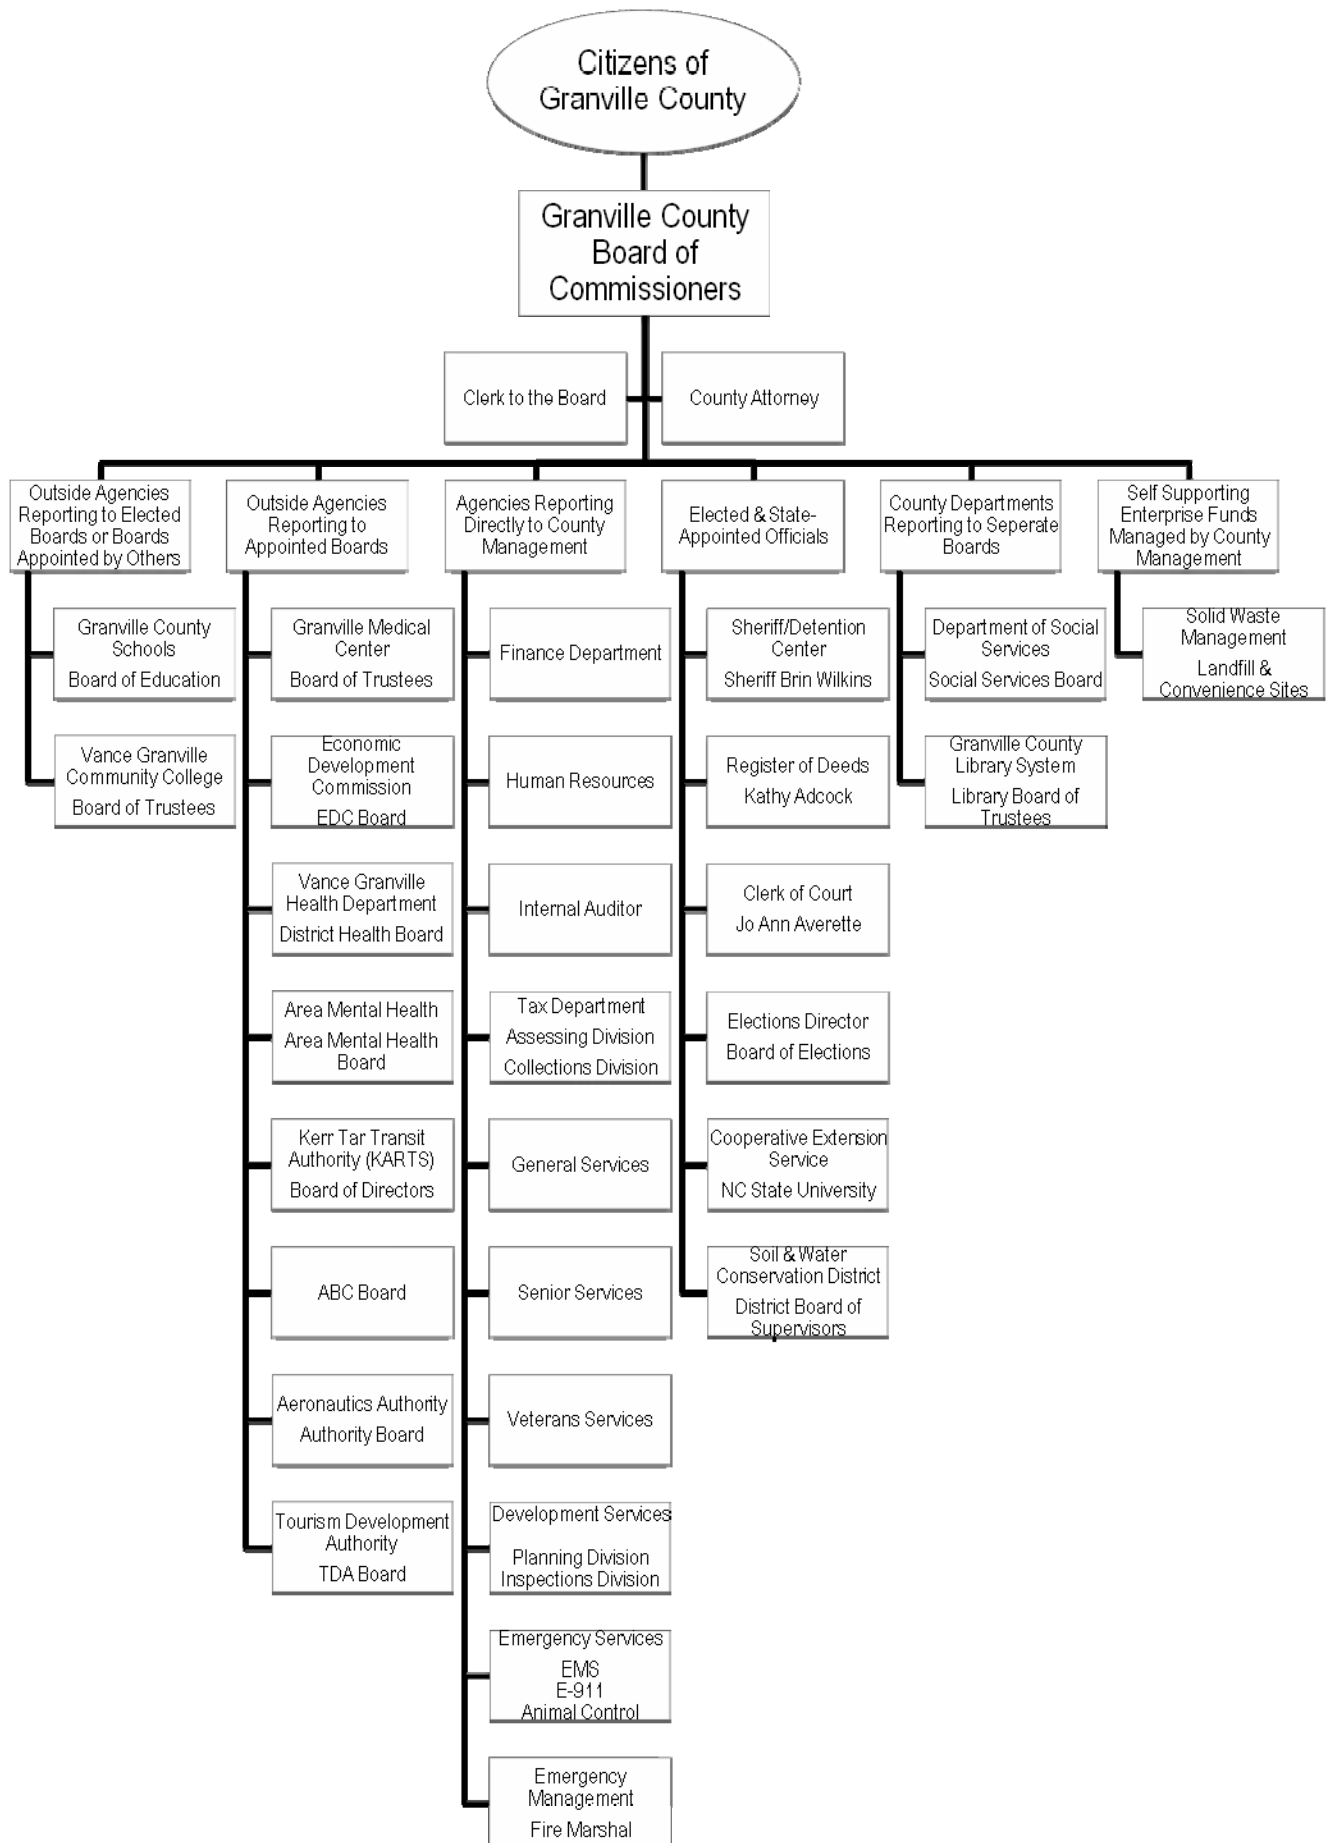 Citizens of
Granville County
Granville County
Board of
Commissioners
Clerk to the Board
County Attorney
Outside Agencies
Reporting to Elected
Boards or Boards
Appointed by Others
Granville County
Schools
Board of Education
Vance Granville
Community College
Board of Trustees
Outside Agencies
Reporting to
Appointed Boards
Granville Medical
Center
Board of Trustees
Economic
Development
Commission
EDC Board
Vance Granville
Health Department
District Health Board
Area Mental Health
Area Mental Health
Board
Kerr Tar Transit
Authority (KARTS)
Board of Directors
ABC Board
Aeronautics Authority
Authority Board
Tourism Development
Authority
TDA Board
Agencies Reporting
Directly to County
Management
Finance Department
Human Resources
Internal Auditor
Tax Department
Assessing Division
Collections Division
General Services
Senior Services
Veterans Services
Development Services
Planning Division
Inspections Division
Emergency Services
EMS
E-911
Animal Control
Emergency
Management
Fire Marshal
Elected & State-
Appointed Officials
Sheriff/Detention
Center
Sheriff Brin Wilkins
Register of Deeds
Kathy Adcock
Clerk of Court
Jo Ann Averette
Elections Director
Board of Elections
Cooperative Extension
Service
NC State University
Soil & Water
Conservation District
District Board of
Supervisors
County Departments
Reporting to Seperate
Boards
Department of Social
Services
Social Services Board
Granville County
Library System
Library Board of
Trustees
Self Supporting
Enterprise Funds
Managed by County
Management
Solid Waste
Management
Landfill &
Convenience Sites